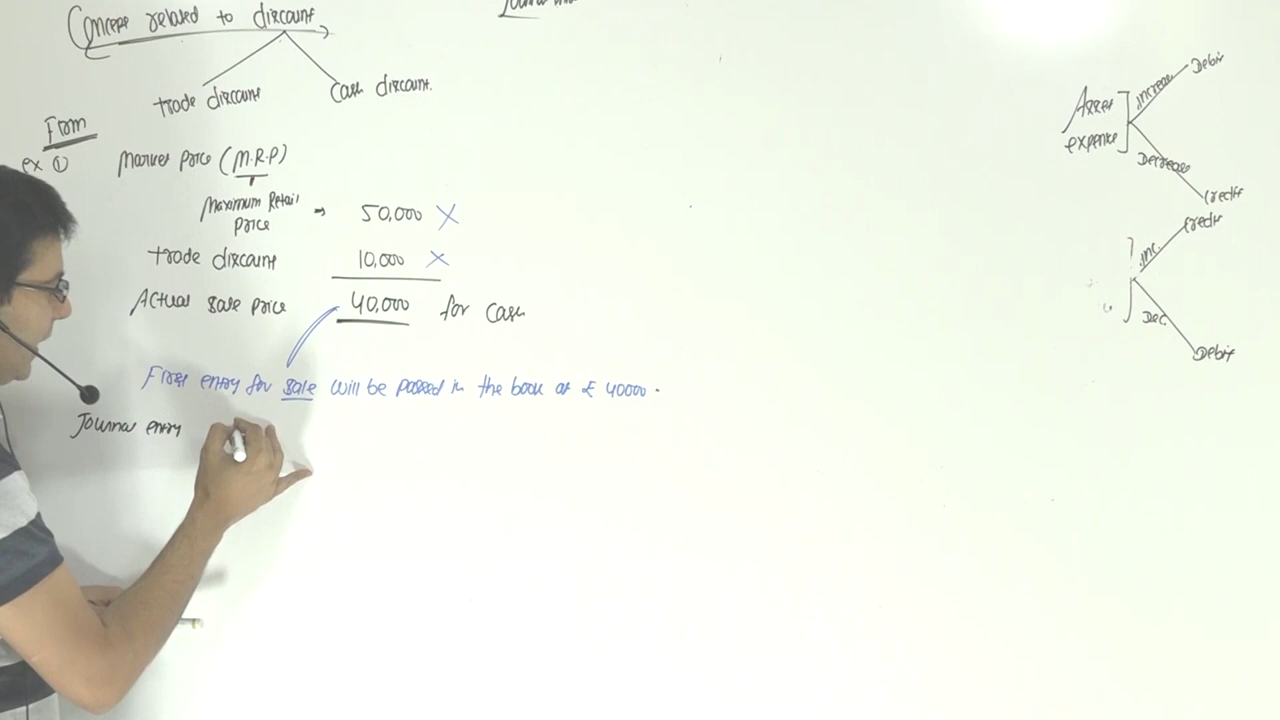 Concept related to discount
trade discount
Cash discount.
Firm
ex ①
Market price (M.R.P)
Maximum Retail
price → 50,000 X
trade discount 10,000 X
Actual sale price 40,000 for cash
First entry for sale will be passed in the book at £ 40000.
Journal entry
Asset
expense
increase
Debit
Decrease
Credit
inc.
Credit
Dec.
Debit